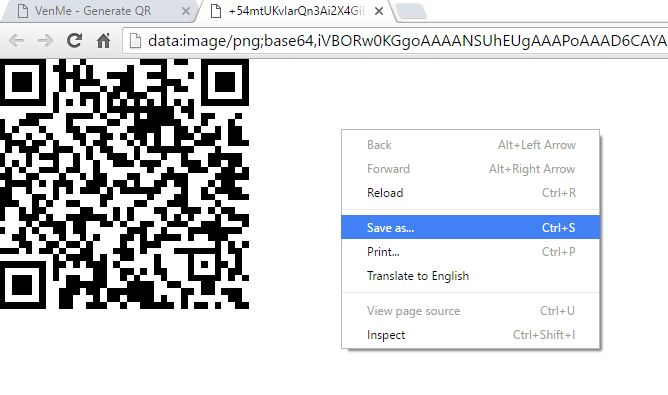 VenMe - Generate QR
+54mtUKvlarQn3Ai2X4Gi
data:image/png;base64,iVBORw0KGgoAAAANSUhEUgAAAPoAAAD6CAYA
Back Alt+Left Arrow
Forward Alt+Right Arrow
Reload Ctrl+R
Save as... Ctrl+S
Print... Ctrl+P
Translate to English
View page source Ctrl+U
Inspect Ctrl+Shift+I